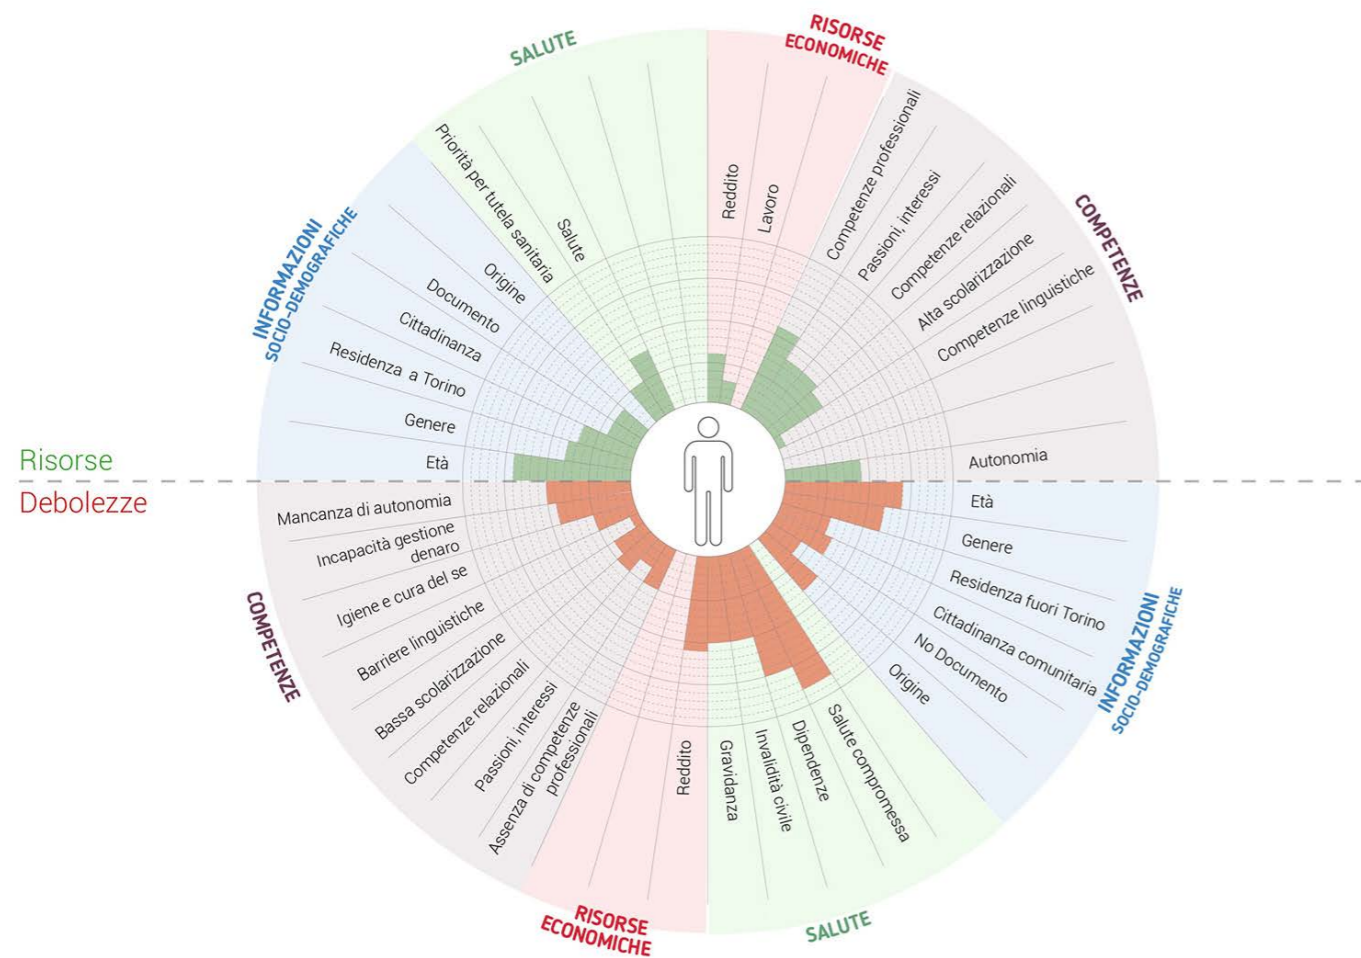 SALUTE
RISORSE
ECONOMICHE
Priorità per tutela sanitaria
Salute
Reddito
Lavoro
Competenze professionali
Passioni, interessi
Competenze relazionali
Alta scolarizzazione
Competenze linguistiche
COMPETENZE
Autonomia
INFORMAZIONI
SOCIO-DEMOGRAFICHE
Origine
Documento
Cittadinanza
Residenza a Torino
Genere
Età
Risorse
Debolezze
Mancanza di autonomia
Incapacità gestione
denaro
Igiene e cura del se
Barriere linguistiche
Bassa scolarizzazione
Competenze relazionali
Passioni, interessi
Assenza di competenze
professionali
COMPETENZE
Reddito
RISORSE
ECONOMICHE
Gravidanza
Invalidità civile
Dipendenze
Salute compromessa
SALUTE
Età
Genere
Residenza fuori Torino
Cittadinanza comunitaria
No Documento
Origine
INFORMAZIONI
SOCIO-DEMOGRAFICHE